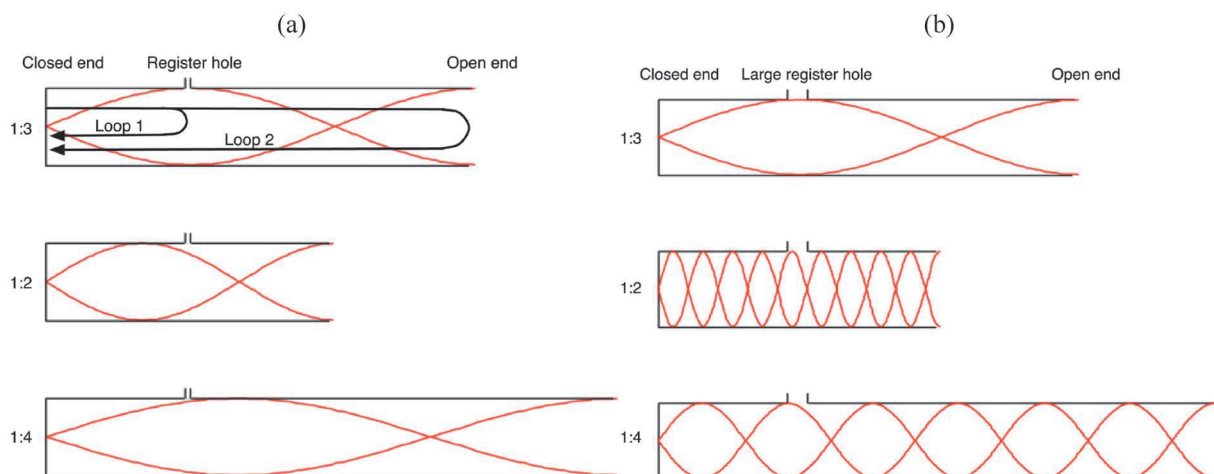 (a)
Closed end Register hole Open end
1:3
Loop 1
Loop 2
1:2
1:4
(b)
Closed end Large register hole Open end
1:3
1:2
1:4